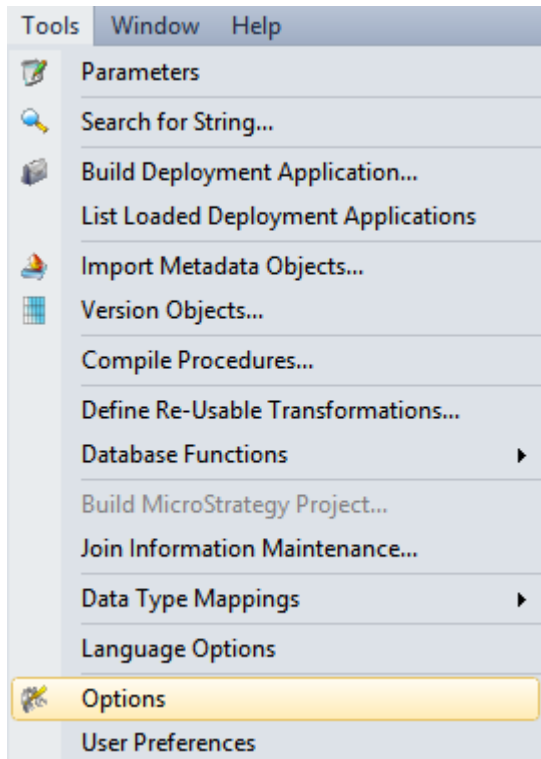 Tools Window Help
Parameters
Search for String...
Build Deployment Application...
List Loaded Deployment Applications
Import Metadata Objects...
Version Objects...
Compile Procedures...
Define Re-Usable Transformations...
Database Functions
Build MicroStrategy Project...
Join Information Maintenance...
Data Type Mappings
Language Options
Options
User Preferences